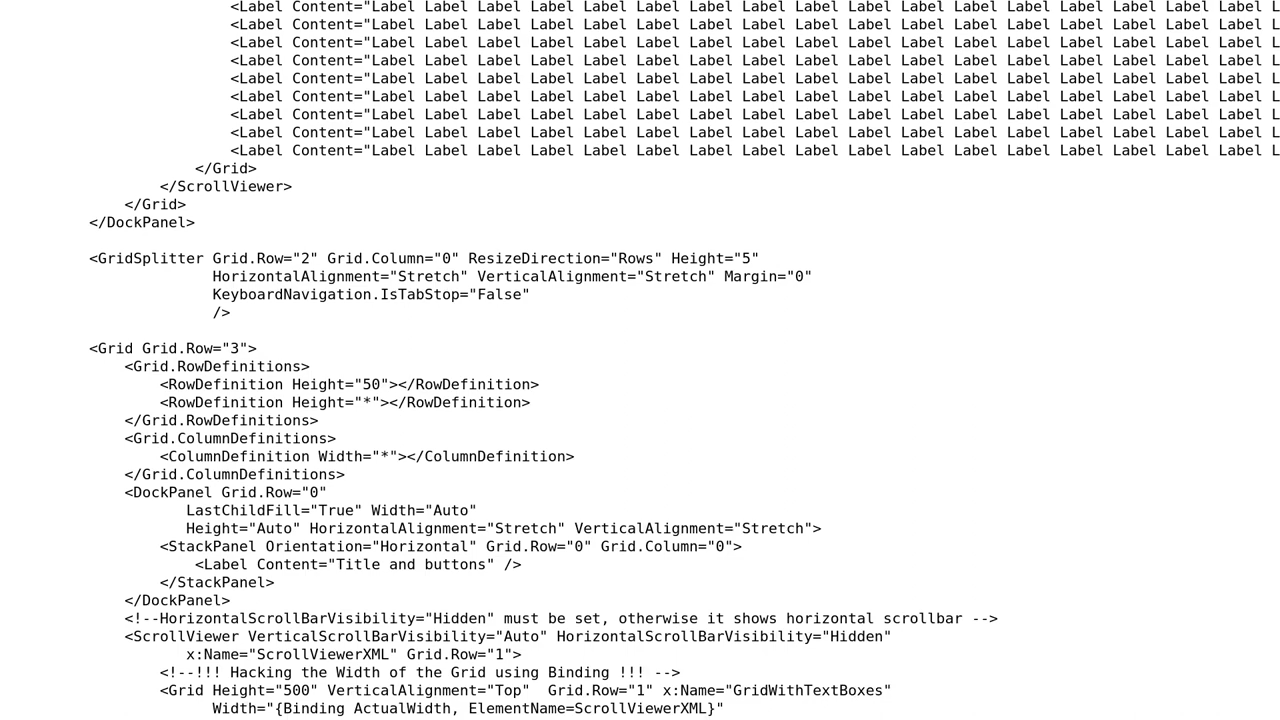 <Label Content="Label Label Label Label Label Label Label Label Label Label Label Label Label Label Label Label Label L
<Label Content="Label Label Label Label Label Label Label Label Label Label Label Label Label Label Label Label Label L
<Label Content="Label Label Label Label Label Label Label Label Label Label Label Label Label Label Label Label Label L
<Label Content="Label Label Label Label Label Label Label Label Label Label Label Label Label Label Label Label Label L
<Label Content="Label Label Label Label Label Label Label Label Label Label Label Label Label Label Label Label Label L
<Label Content="Label Label Label Label Label Label Label Label Label Label Label Label Label Label Label Label Label L
<Label Content="Label Label Label Label Label Label Label Label Label Label Label Label Label Label Label Label Label L
<Label Content="Label Label Label Label Label Label Label Label Label Label Label Label Label Label Label Label Label L
<Label Content="Label Label Label Label Label Label Label Label Label Label Label Label Label Label Label Label Label L
</Grid>
</ScrollViewer>
</Grid>
</DockPanel>
<GridSplitter Grid.Row="2" Grid.Column="0" ResizeDirection="Rows" Height="5"
HorizontalAlignment="Stretch" VerticalAlignment="Stretch" Margin="0"
KeyboardNavigation.IsTabStop="False"
/>
<Grid Grid.Row="3">
<Grid.RowDefinitions>
<RowDefinition Height="50"></RowDefinition>
<RowDefinition Height="*"></RowDefinition>
</Grid.RowDefinitions>
<Grid.ColumnDefinitions>
<ColumnDefinition Width="*"></ColumnDefinition>
</Grid.ColumnDefinitions>
<DockPanel Grid.Row="0"
LastChildFill="True" Width="Auto"
Height="Auto" HorizontalAlignment="Stretch" VerticalAlignment="Stretch">
<StackPanel Orientation="Horizontal" Grid.Row="0" Grid.Column="0">
<Label Content="Title and buttons" />
</StackPanel>
</DockPanel>
<!--HorizontalScrollBarVisibility="Hidden" must be set, otherwise it shows horizontal scrollbar -->
<ScrollViewer VerticalScrollBarVisibility="Auto" HorizontalScrollBarVisibility="Hidden"
x:Name="ScrollViewerXML" Grid.Row="1">
<!--!!! Hacking the Width of the Grid using Binding !!! -->
<Grid Height="500" VerticalAlignment="Top"  Grid.Row="1" x:Name="GridWithTextBoxes"
Width="{Binding ActualWidth, ElementName=ScrollViewerXML}"